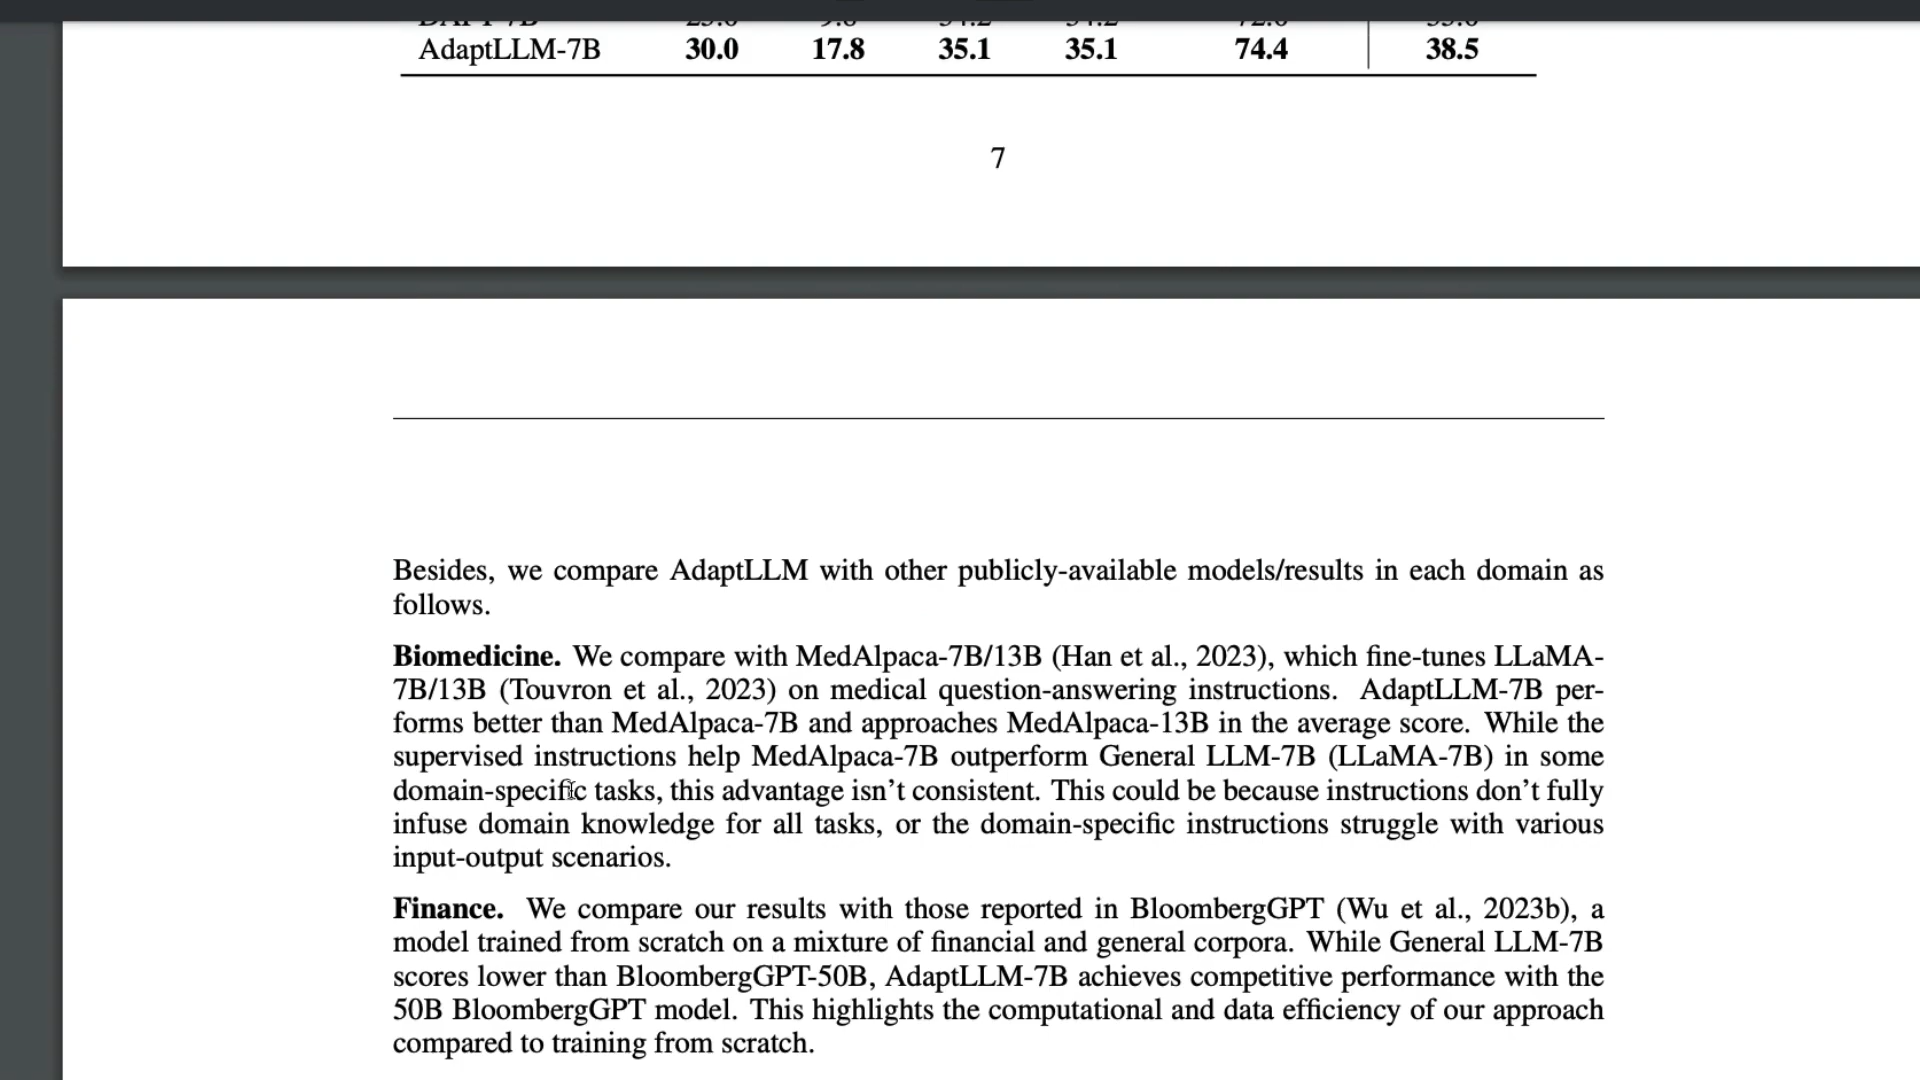 AdaptLLM-7B 30.0 17.8 35.1 35.1 74.4 38.5
7
Besides, we compare AdaptLLM with other publicly-available models/results in each domain as
follows.
Biomedicine. We compare with MedAlpaca-7B/13B (Han et al., 2023), which fine-tunes LLaMA-
7B/13B (Touvron et al., 2023) on medical question-answering instructions. AdaptLLM-7B per-
forms better than MedAlpaca-7B and approaches MedAlpaca-13B in the average score. While the
supervised instructions help MedAlpaca-7B outperform General LLM-7B (LLaMA-7B) in some
domain-specific tasks, this advantage isn't consistent. This could be because instructions don't fully
infuse domain knowledge for all tasks, or the domain-specific instructions struggle with various
input-output scenarios.
Finance. We compare our results with those reported in BloombergGPT (Wu et al., 2023b), a
model trained from scratch on a mixture of financial and general corpora. While General LLM-7B
scores lower than BloombergGPT-50B, AdaptLLM-7B achieves competitive performance with the
50B BloombergGPT model. This highlights the computational and data efficiency of our approach
compared to training from scratch.